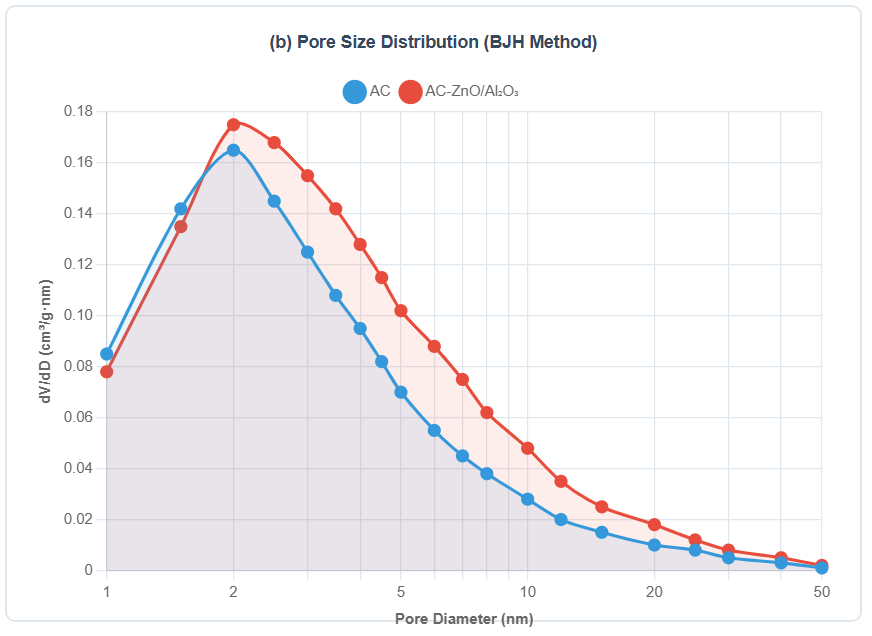 (b) Pore Size Distribution (BJH Method)
AC AC-ZnO/Al₂O₃
0.18
0.16
0.14
0.12
0.10
0.08
0.06
0.04
0.02
0
dV/dD (cm³/g·nm)
1 2 5 10 20 50
Pore Diameter (nm)